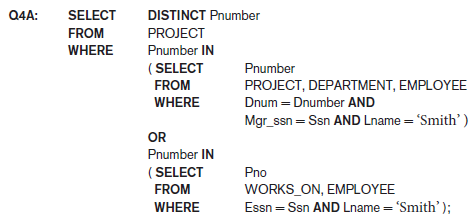 Q4A: SELECT DISTINCT Pnumber
FROM PROJECT
WHERE Pnumber IN
( SELECT Pnumber
FROM PROJECT, DEPARTMENT, EMPLOYEE
WHERE Dnum = Dnumber AND
Mgr_ssn = Ssn AND Lname = ‘Smith’ )
OR
Pnumber IN
( SELECT Pno
FROM WORKS_ON, EMPLOYEE
WHERE Essn = Ssn AND Lname = ‘Smith’ );